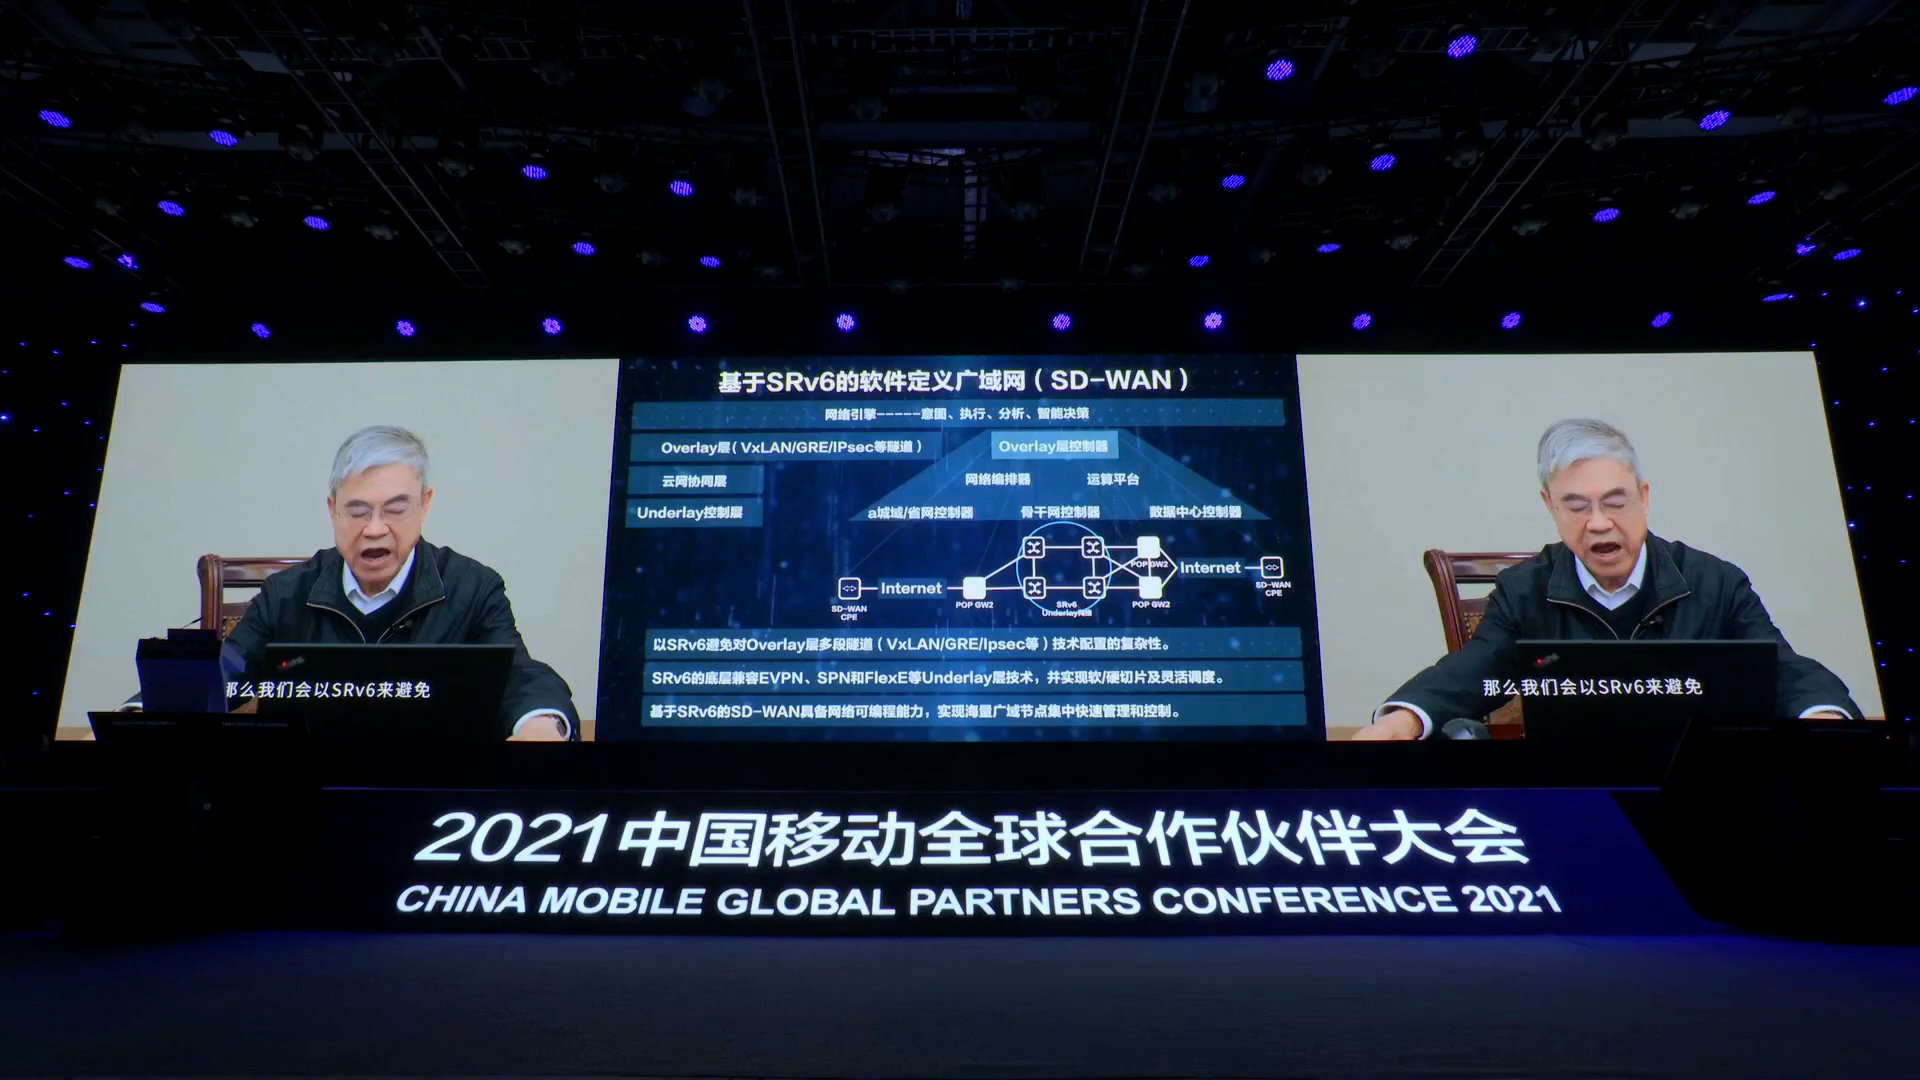 基于SRv6的软件定义广域网（SD-WAN）
网络引擎-----意图、执行、分析、智能决策
Overlay层（VxLAN/GRE/IPsec等隧道）
Overlay层控制器
云网协同层
网络编排器
运算平台
Underlay控制层
a城域/省网控制器
骨干网控制器
数据中心控制器
SD-WAN
CPE
Internet
POP GW2
SRv6
Underlay网络
POP GW2
POP GW2
Internet
SD-WAN
CPE
以SRv6避免对Overlay层多段隧道（VxLAN/GRE/Ipsec等）技术配置的复杂性。
SRv6的底层兼容EVPN、SPN和FlexE等Underlay层技术，并实现软/硬切片及灵活调度。
基于SRv6的SD-WAN具备网络可编程能力，实现海量广域节点集中快速管理和控制。
那么我们会以SRv6来避免
那么我们会以SRv6来避免
2021中国移动全球合作伙伴大会
CHINA MOBILE GLOBAL PARTNERS CONFERENCE 2021